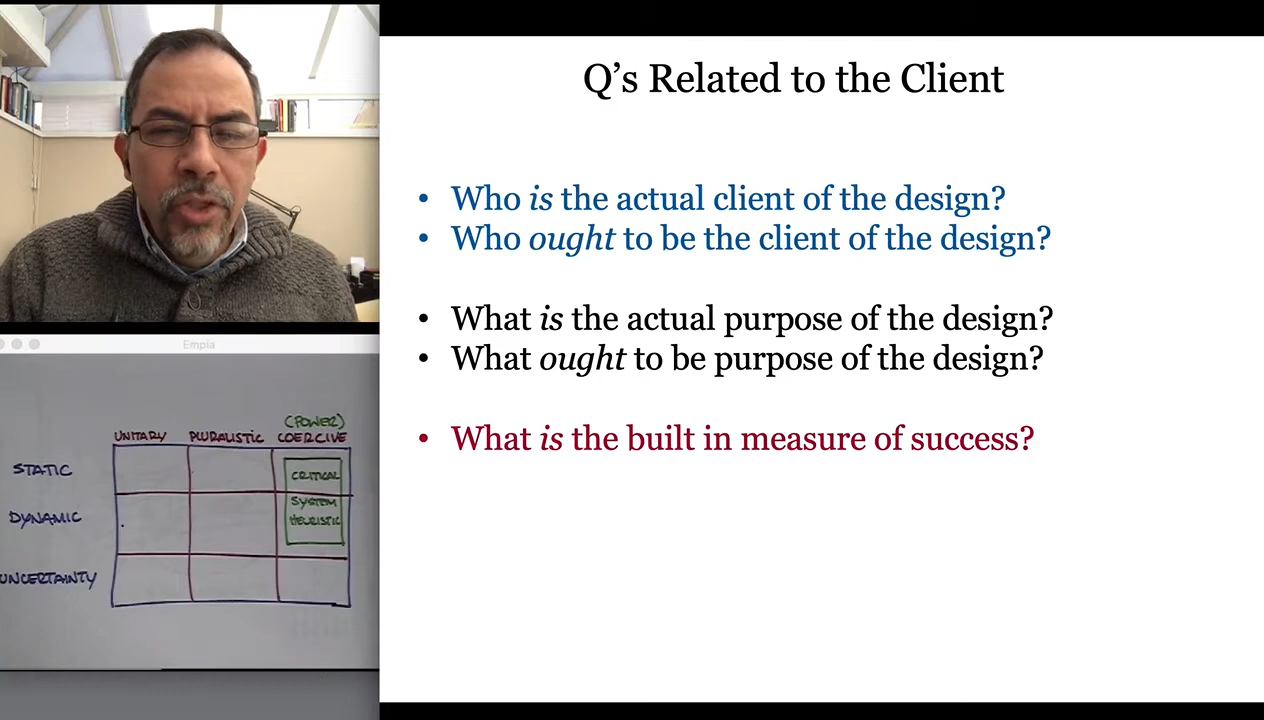 Q's Related to the Client
• Who is the actual client of the design?
• Who ought to be the client of the design?
• What is the actual purpose of the design?
• What ought to be purpose of the design?
• What is the built in measure of success?
Empia
(POWER)
UNITARY PLURALISTIC COERCIVE
STATIC
CRITICAL
SYSTEM
DYNAMIC
HEURISTIC
UNCERTAINTY